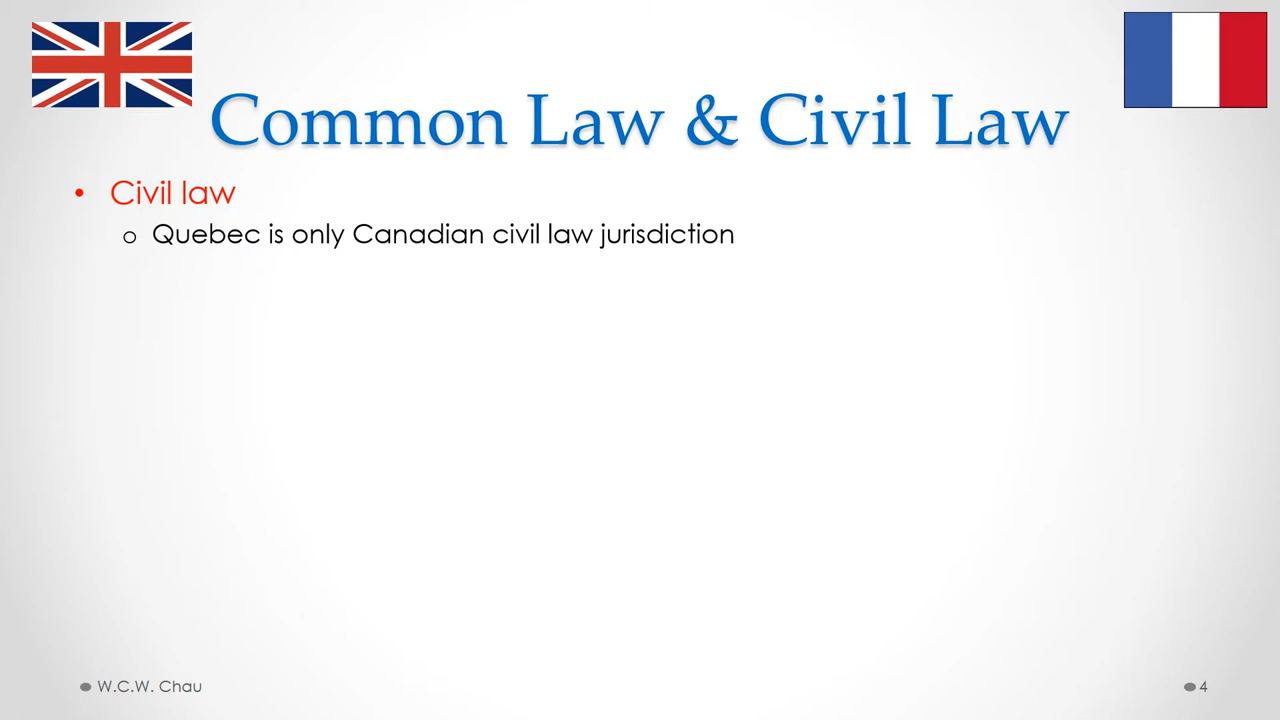 Common Law & Civil Law
• Civil law
o Quebec is only Canadian civil law jurisdiction
W.C.W. Chau
4